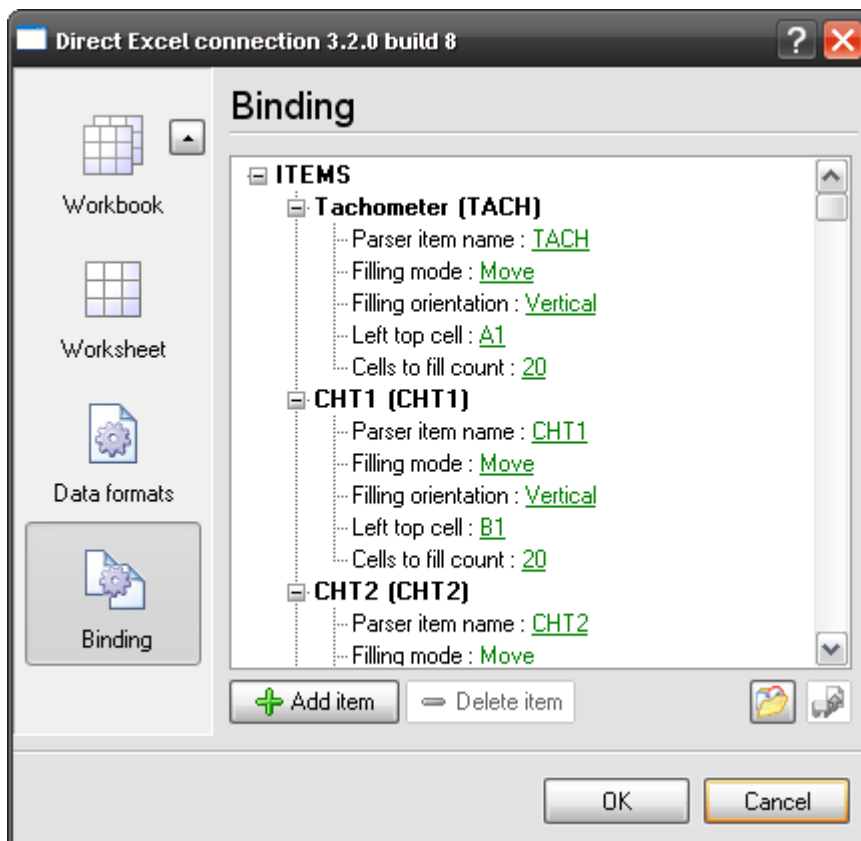 Direct Excel connection 3.2.0 build 8
Workbook
Worksheet
Data formats
Binding
Binding
ITEMS
Tachometer (TACH)
Parser item name : TACH
Filling mode : Move
Filling orientation : Vertical
Left top cell : A1
Cells to fill count : 20
CHT1 (CHT1)
Parser item name : CHT1
Filling mode : Move
Filling orientation : Vertical
Left top cell : B1
Cells to fill count : 20
CHT2 (CHT2)
Parser item name : CHT2
Filling mode : Move
Add item
Delete item
OK
Cancel